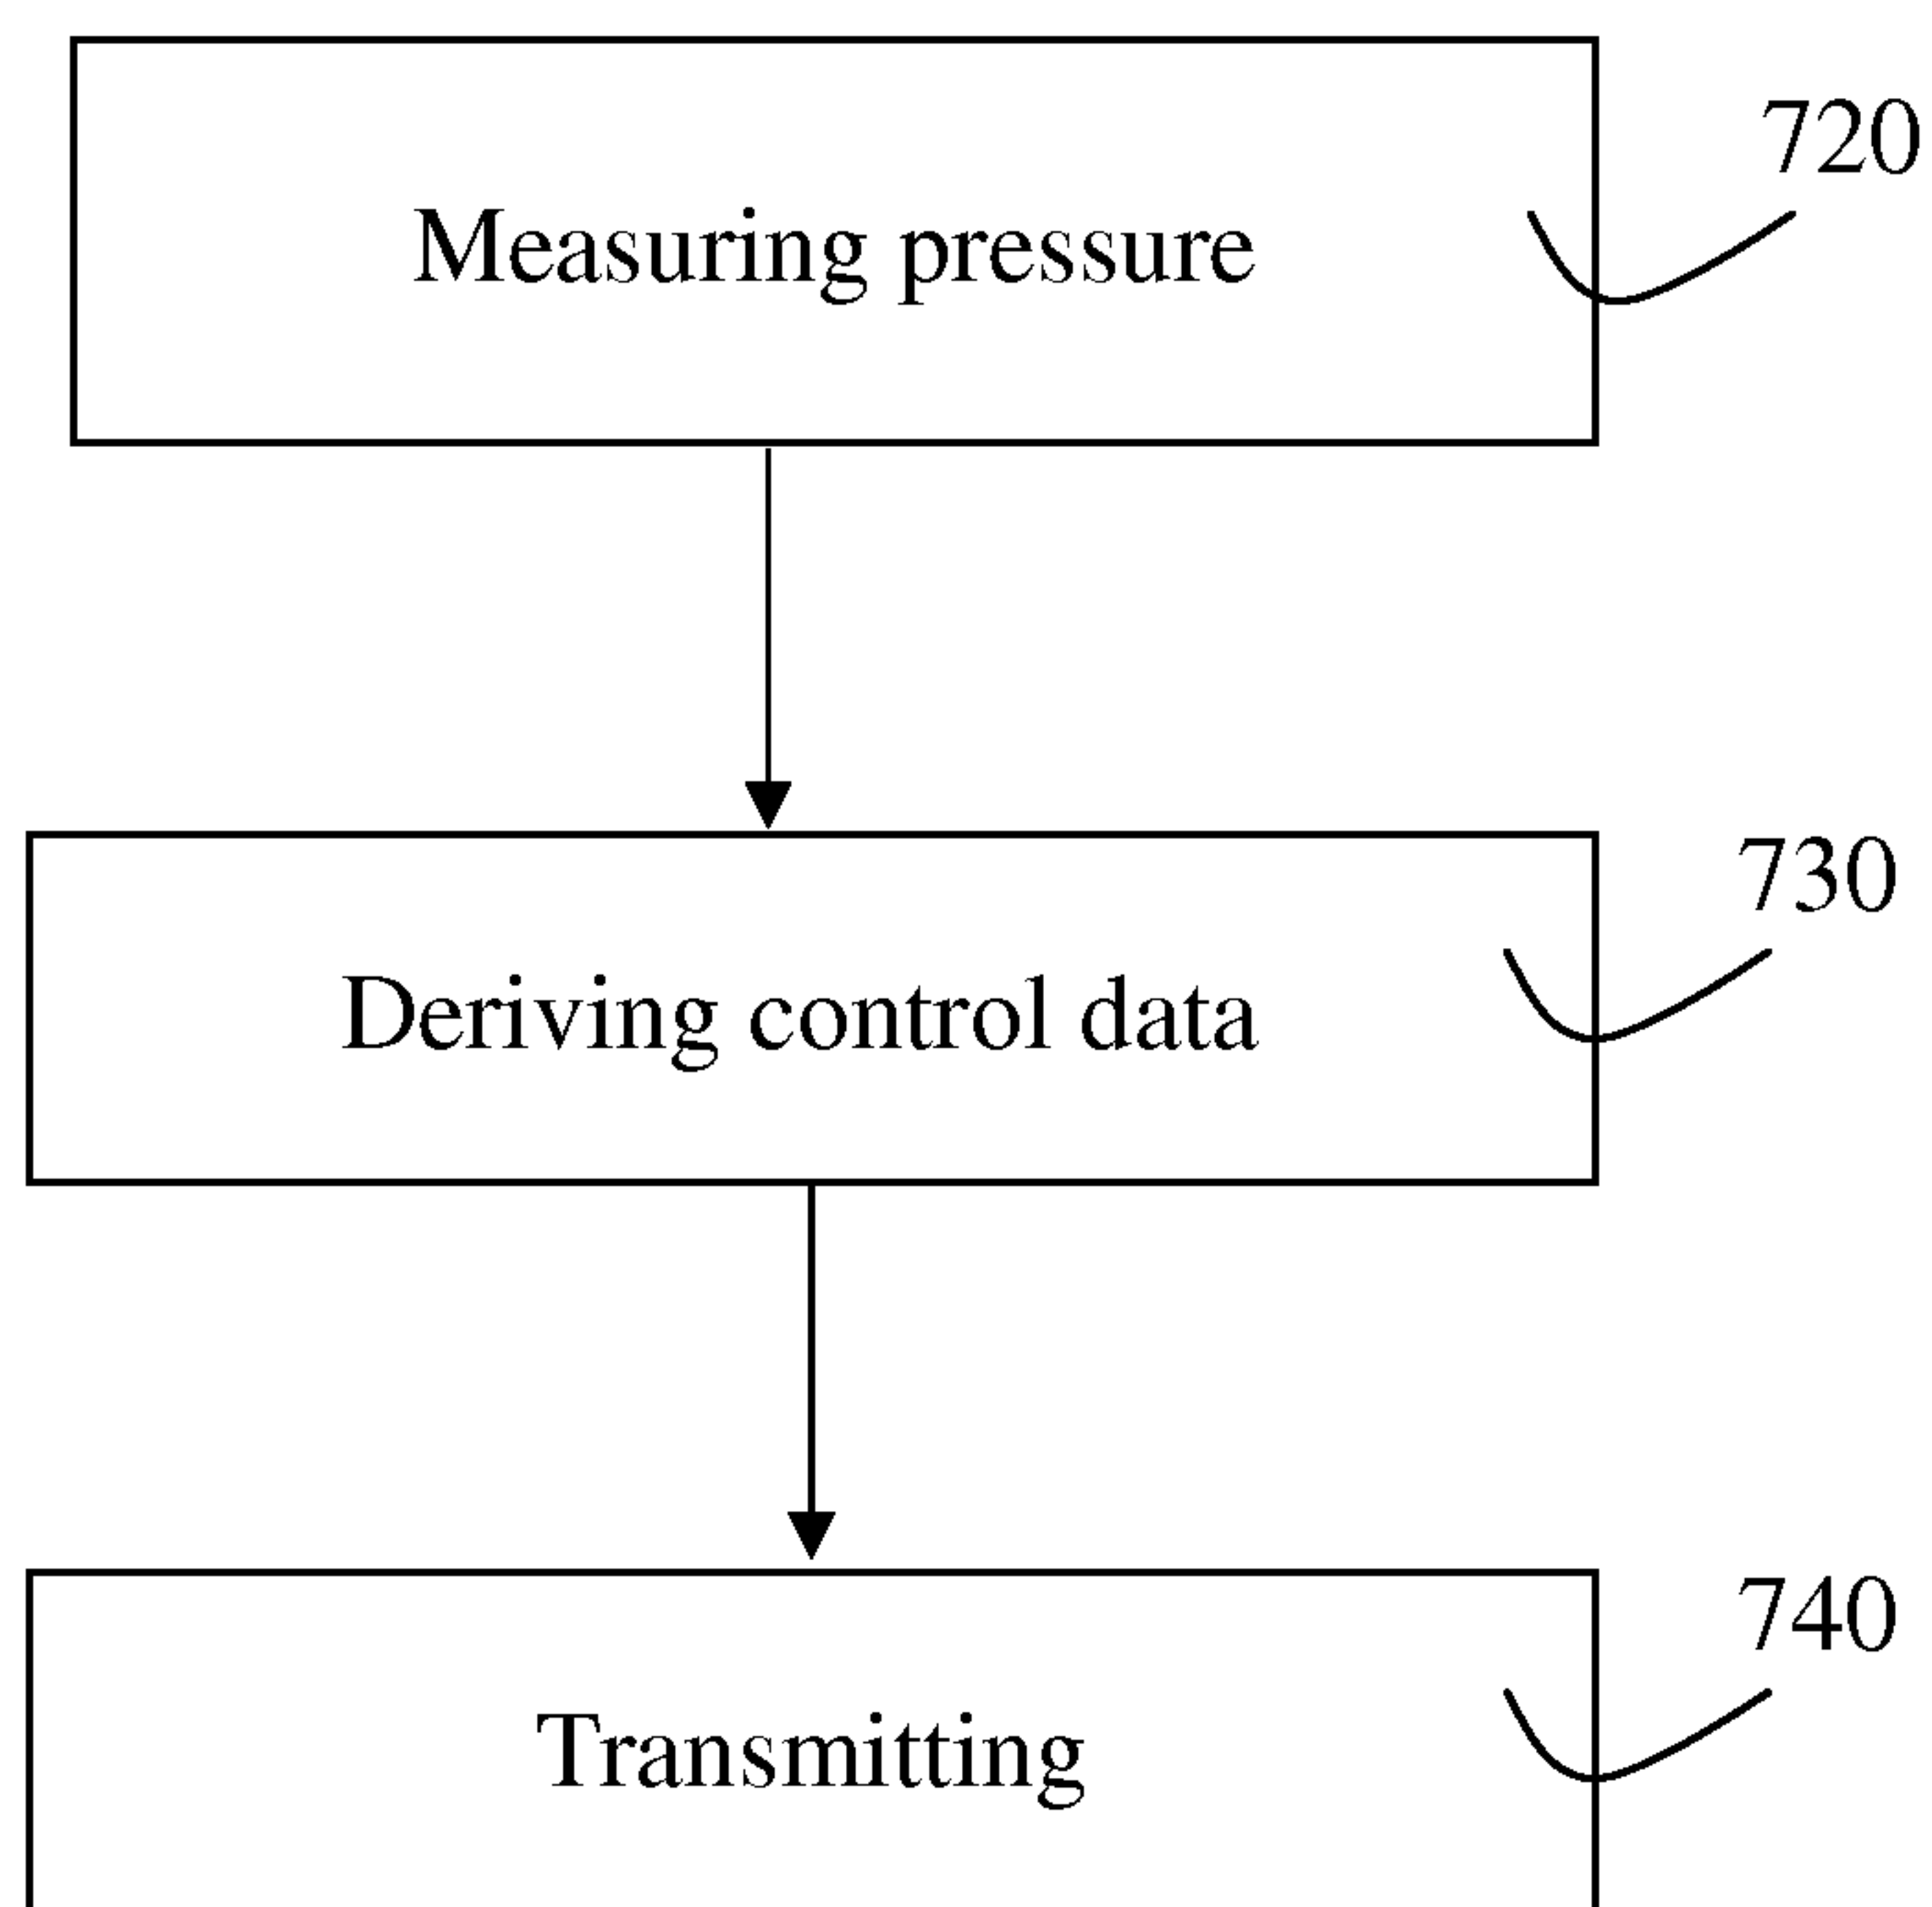 720
Measuring pressure
730
Deriving control data
740
Transmitting